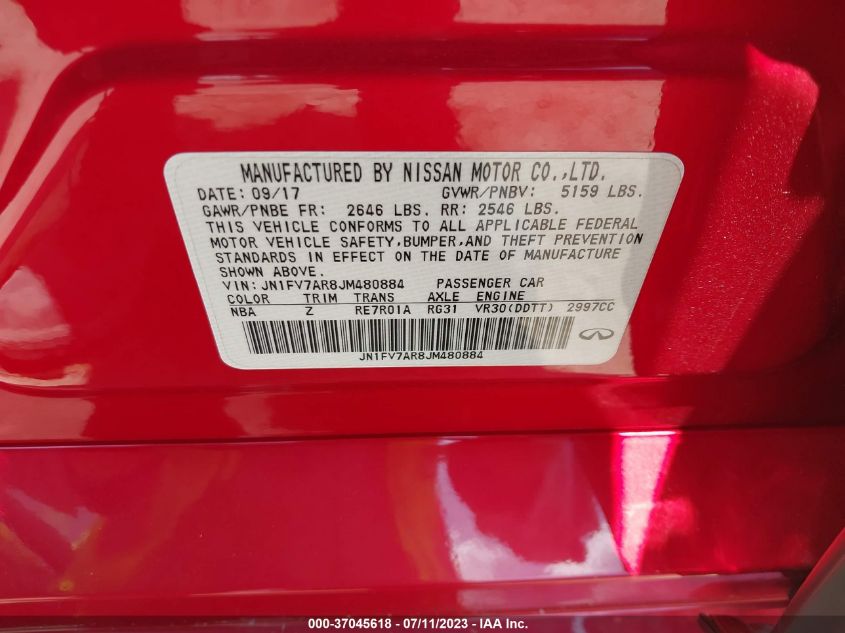 MANUFACTURED BY NISSAN MOTOR CO.,LTD.
DATE: 09/17 GVWR/PNBV: 5159 LBS.
GAWR/PNBE FR: 2646 LBS. RR: 2546 LBS.
THIS VEHICLE CONFORMS TO ALL APPLICABLE FEDERAL
MOTOR VEHICLE SAFETY,BUMPER,AND THEFT PREVENTION
STANDARDS IN EFFECT ON THE DATE OF MANUFACTURE
SHOWN ABOVE.
VIN: JN1FV7AR8JM480884 PASSENGER CAR
COLOR TRIM TRANS AXLE ENGINE
NBA Z RE7R01A RG31 VR30(DDTT) 2997CC
JN1FV7AR8JM480884
000-37045618 - 07/11/2023 - IAA Inc.